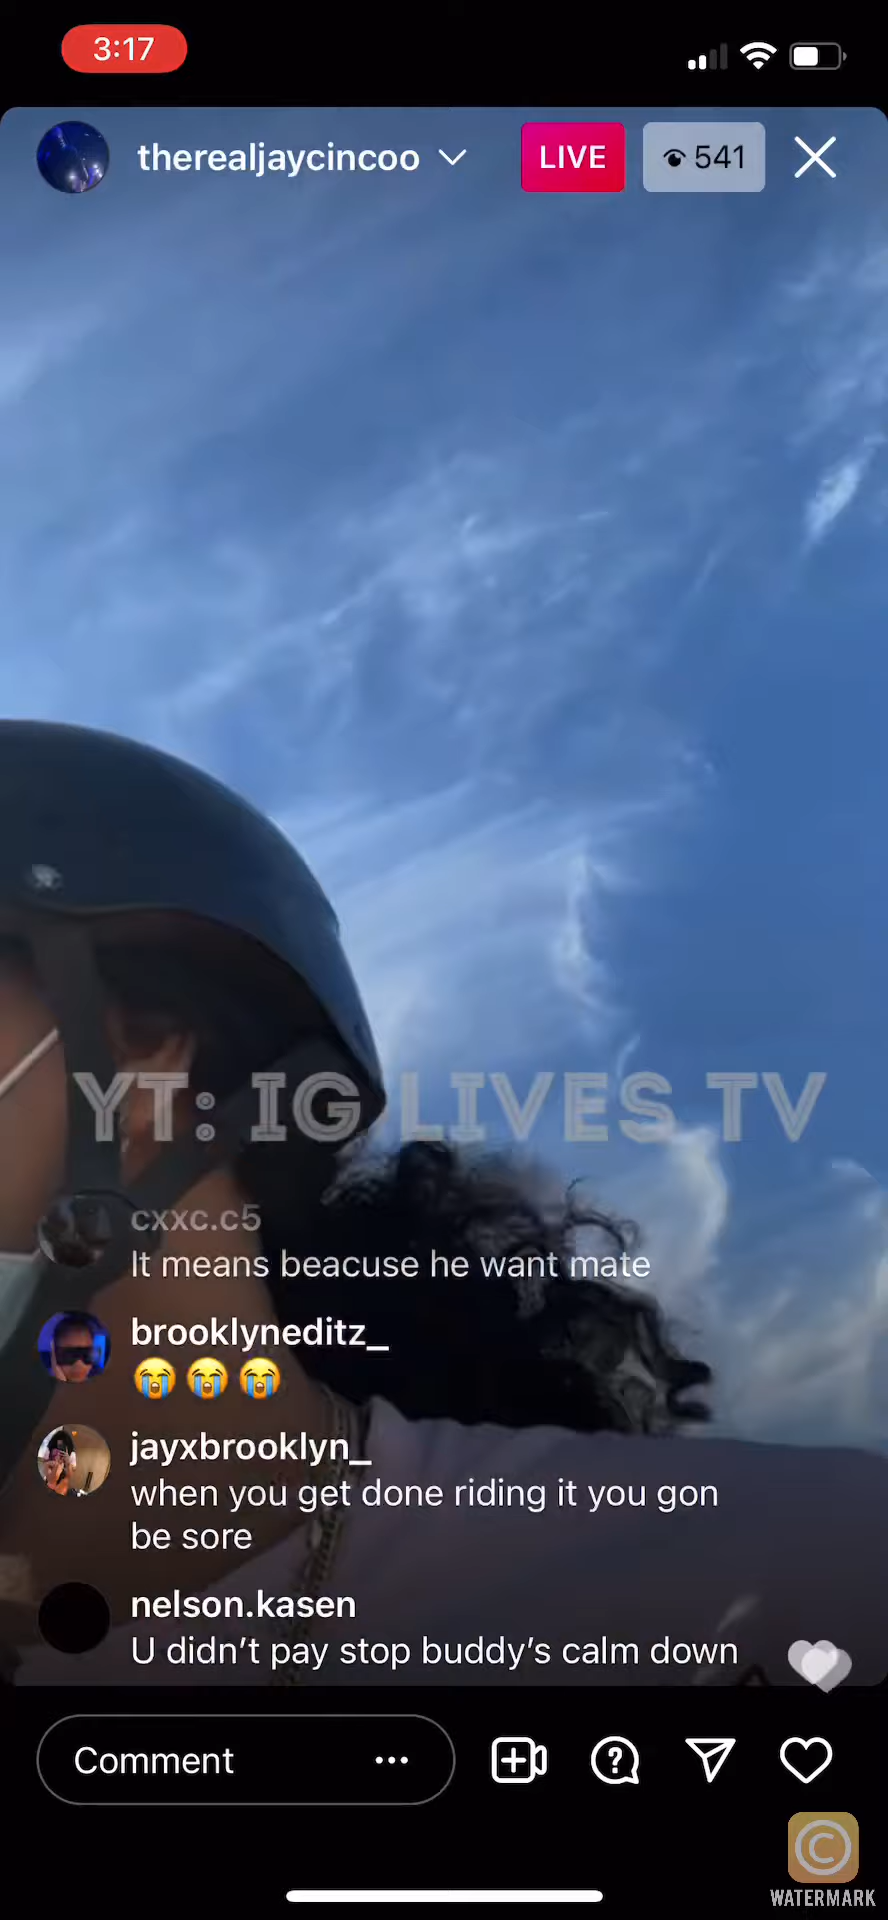 3:17
therealjaycincoo
LIVE
541
YT: IG LIVES TV
cxxc.c5
It means beacuse he want mate
brooklyneditz_
😭😭😭
jayxbrooklyn_
when you get done riding it you gon
be sore
nelson.kasen
U didn’t pay stop buddy’s calm down
Comment
WATERMARK